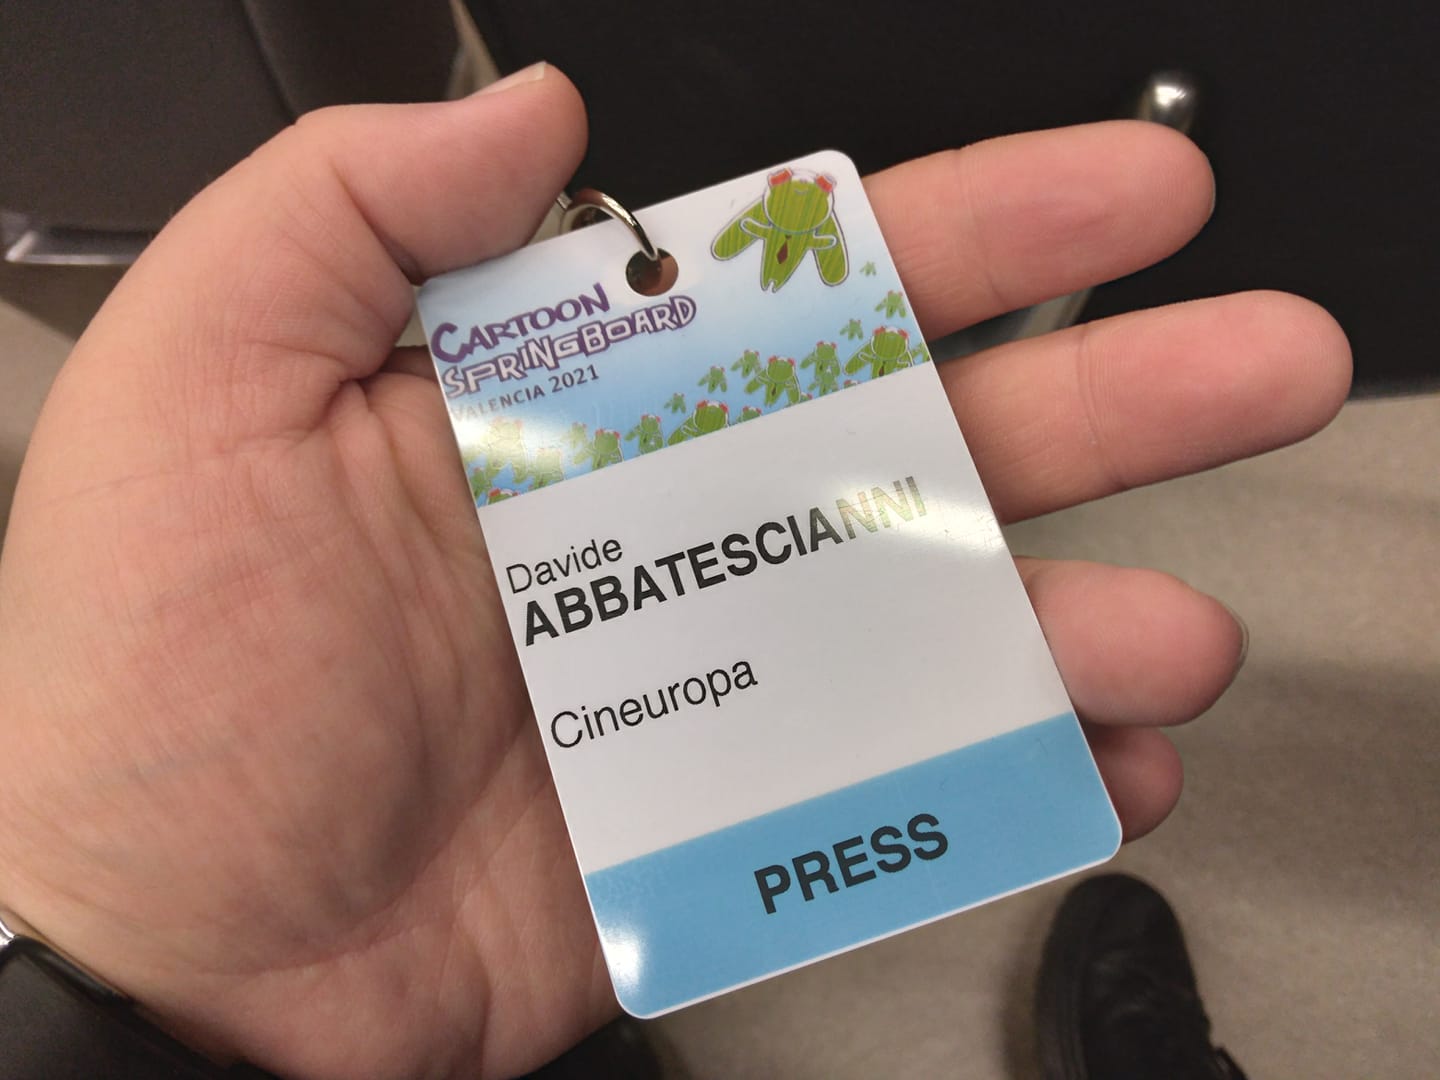 CARTOON
SPRINGBOARD
VALENCIA 2021
Davide
ABBATESCIANNI
Cineuropa
PRESS